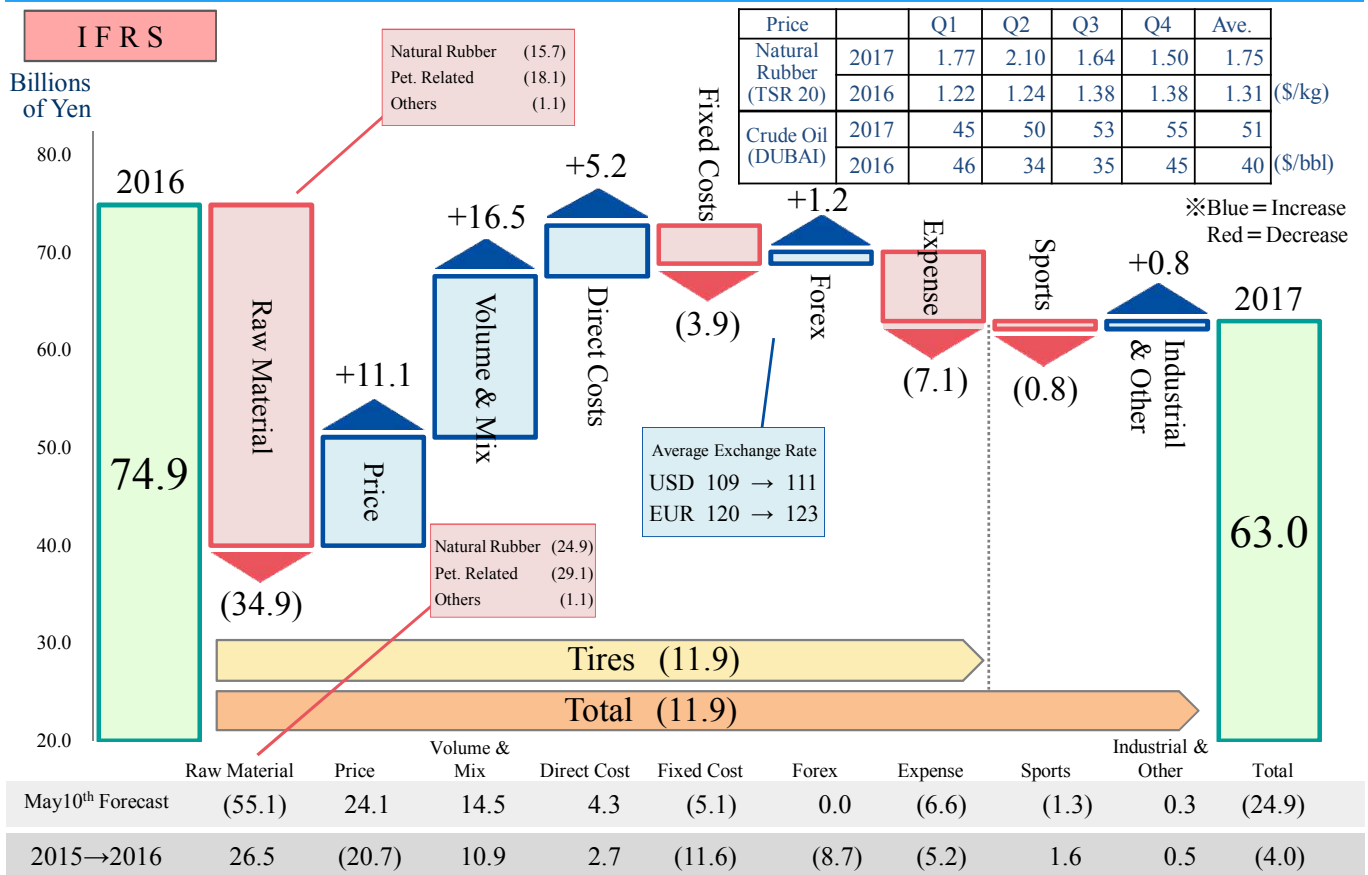 IFRS
Billions
of Yen
80.0
70.0
60.0
50.0
40.0
30.0
20.0
Natural Rubber (15.7)
Pet. Related (18.1)
Others (1.1)
Price Q1 Q2 Q3 Q4 Ave.
Natural Rubber (TSR 20) 2017 1.77 2.10 1.64 1.50 1.75
2016 1.22 1.24 1.38 1.38 1.31 ($/kg)
Crude Oil (DUBAI) 2017 45 50 53 55 51
2016 46 34 35 45 40 ($/bbl)
※Blue = Increase
Red = Decrease
2016
74.9
Raw Material
(34.9)
+11.1
Price
+16.5
Volume & Mix
+5.2
Direct Costs
Fixed Costs
(3.9)
+1.2
Forex
Expense
(7.1)
Sports
(0.8)
+0.8
Industrial
& Other
2017
63.0
Average Exchange Rate
USD 109 → 111
EUR 120 → 123
Natural Rubber (24.9)
Pet. Related (29.1)
Others (1.1)
Tires (11.9)
Total (11.9)
Raw Material Price Volume & Mix Direct Cost Fixed Cost Forex Expense Sports Industrial & Other Total
May10th Forecast (55.1) 24.1 14.5 4.3 (5.1) 0.0 (6.6) (1.3) 0.3 (24.9)
2015→2016 26.5 (20.7) 10.9 2.7 (11.6) (8.7) (5.2) 1.6 0.5 (4.0)